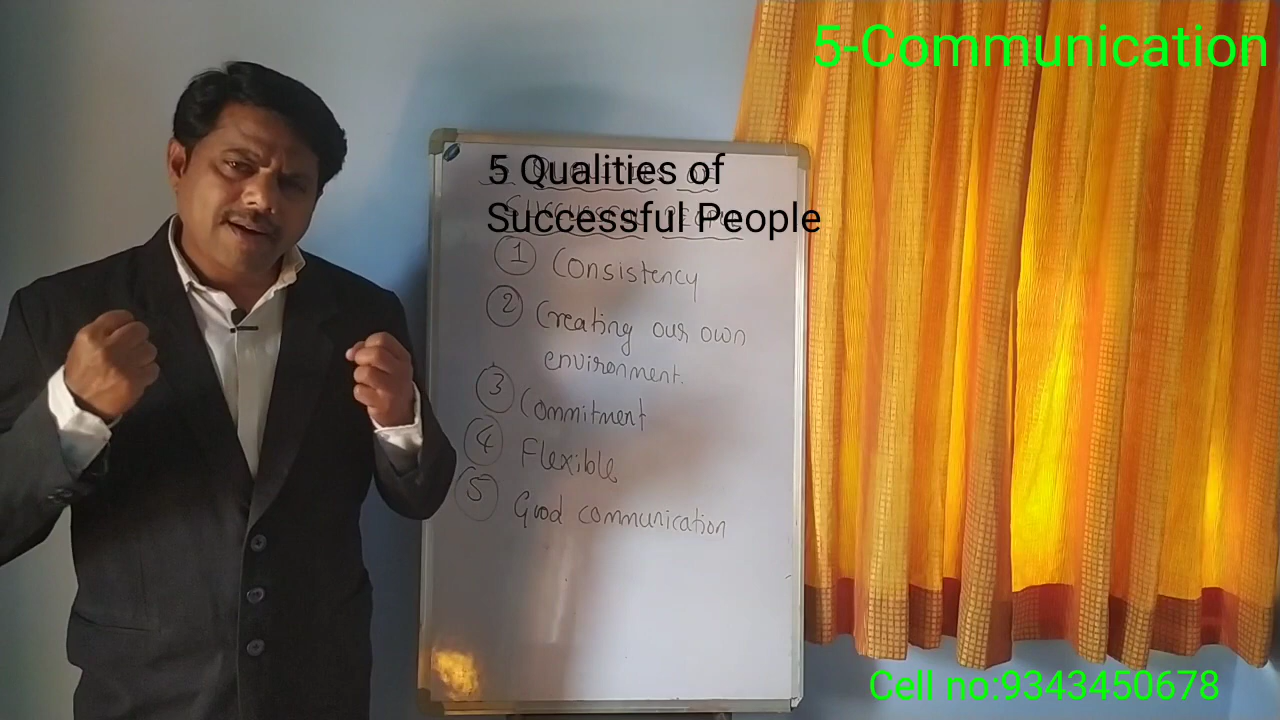 5-Communication
5 Qualities of
Successful People
1 Consistency
2 Creating our own
environment.
3 Commitment
4 Flexible
5 Good communication
Cell no:9343450678